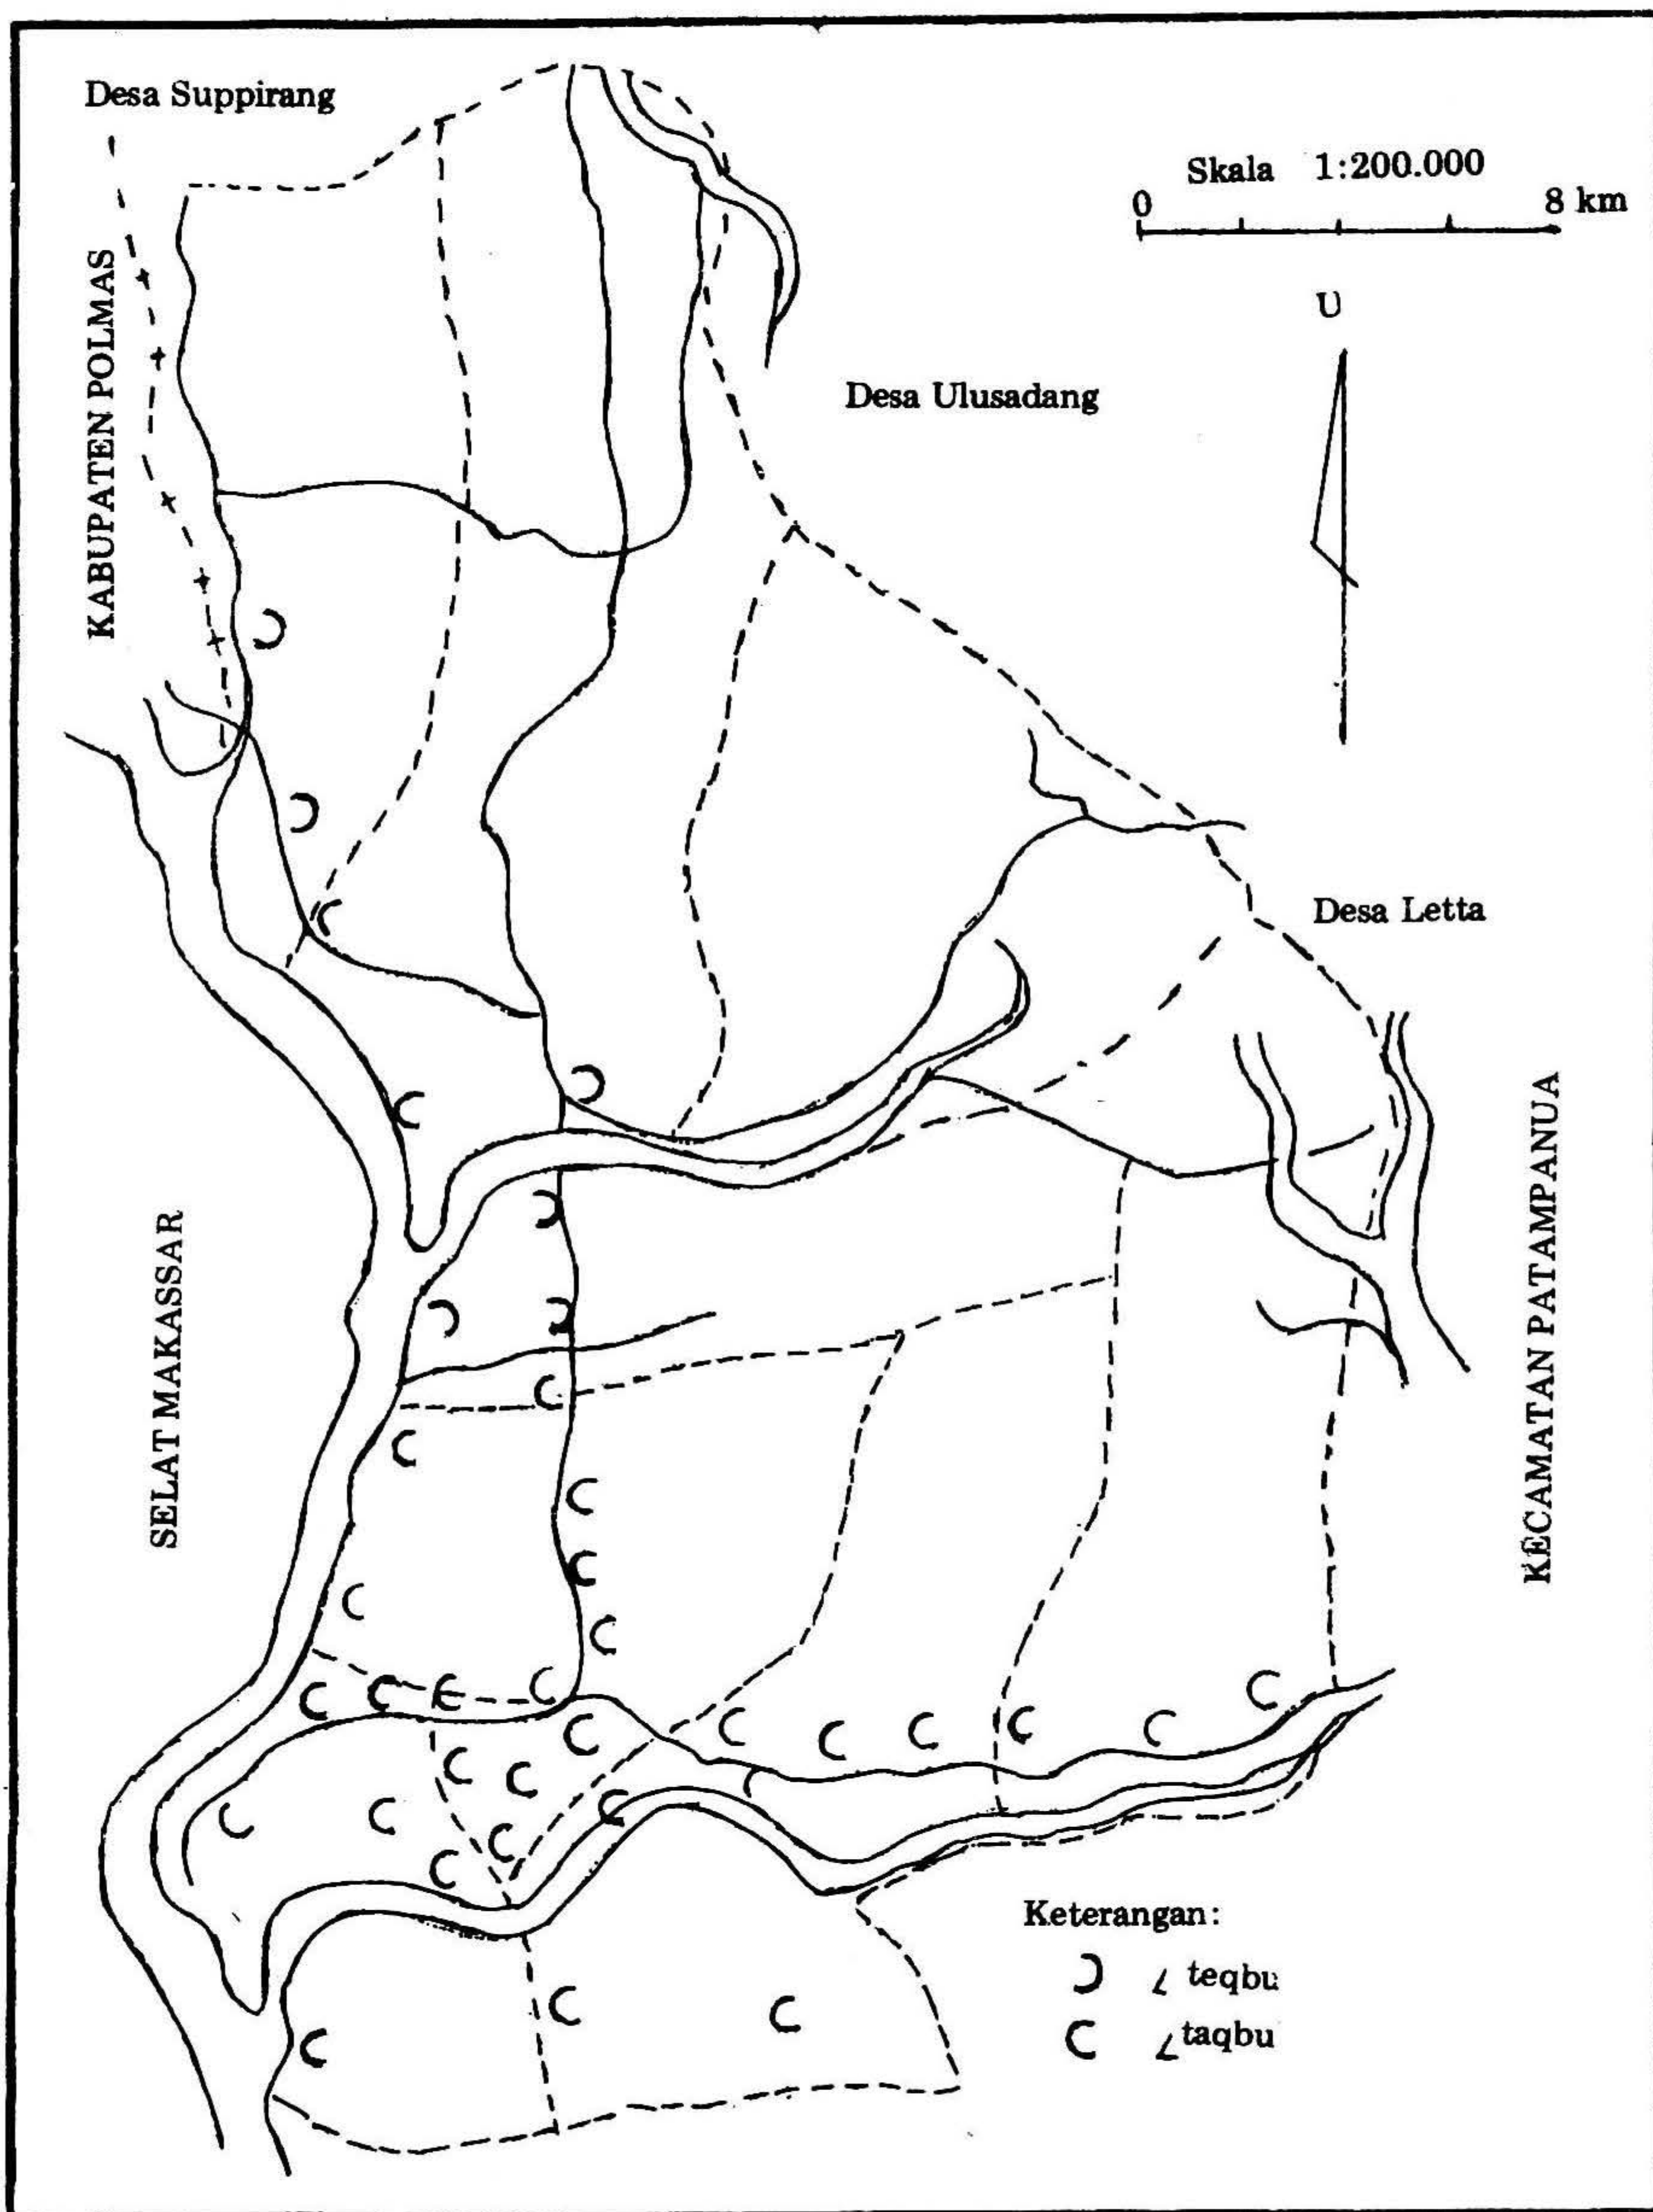 Desa Suppirang
Skala 1:200.000
0 8 km
U
KABUPATEN POLMAS
Desa Ulusadang
Desa Letta
SELAT MAKASSAR
KECAMATAN PATAMPANUA
Keterangan:
teqbu
taqbu